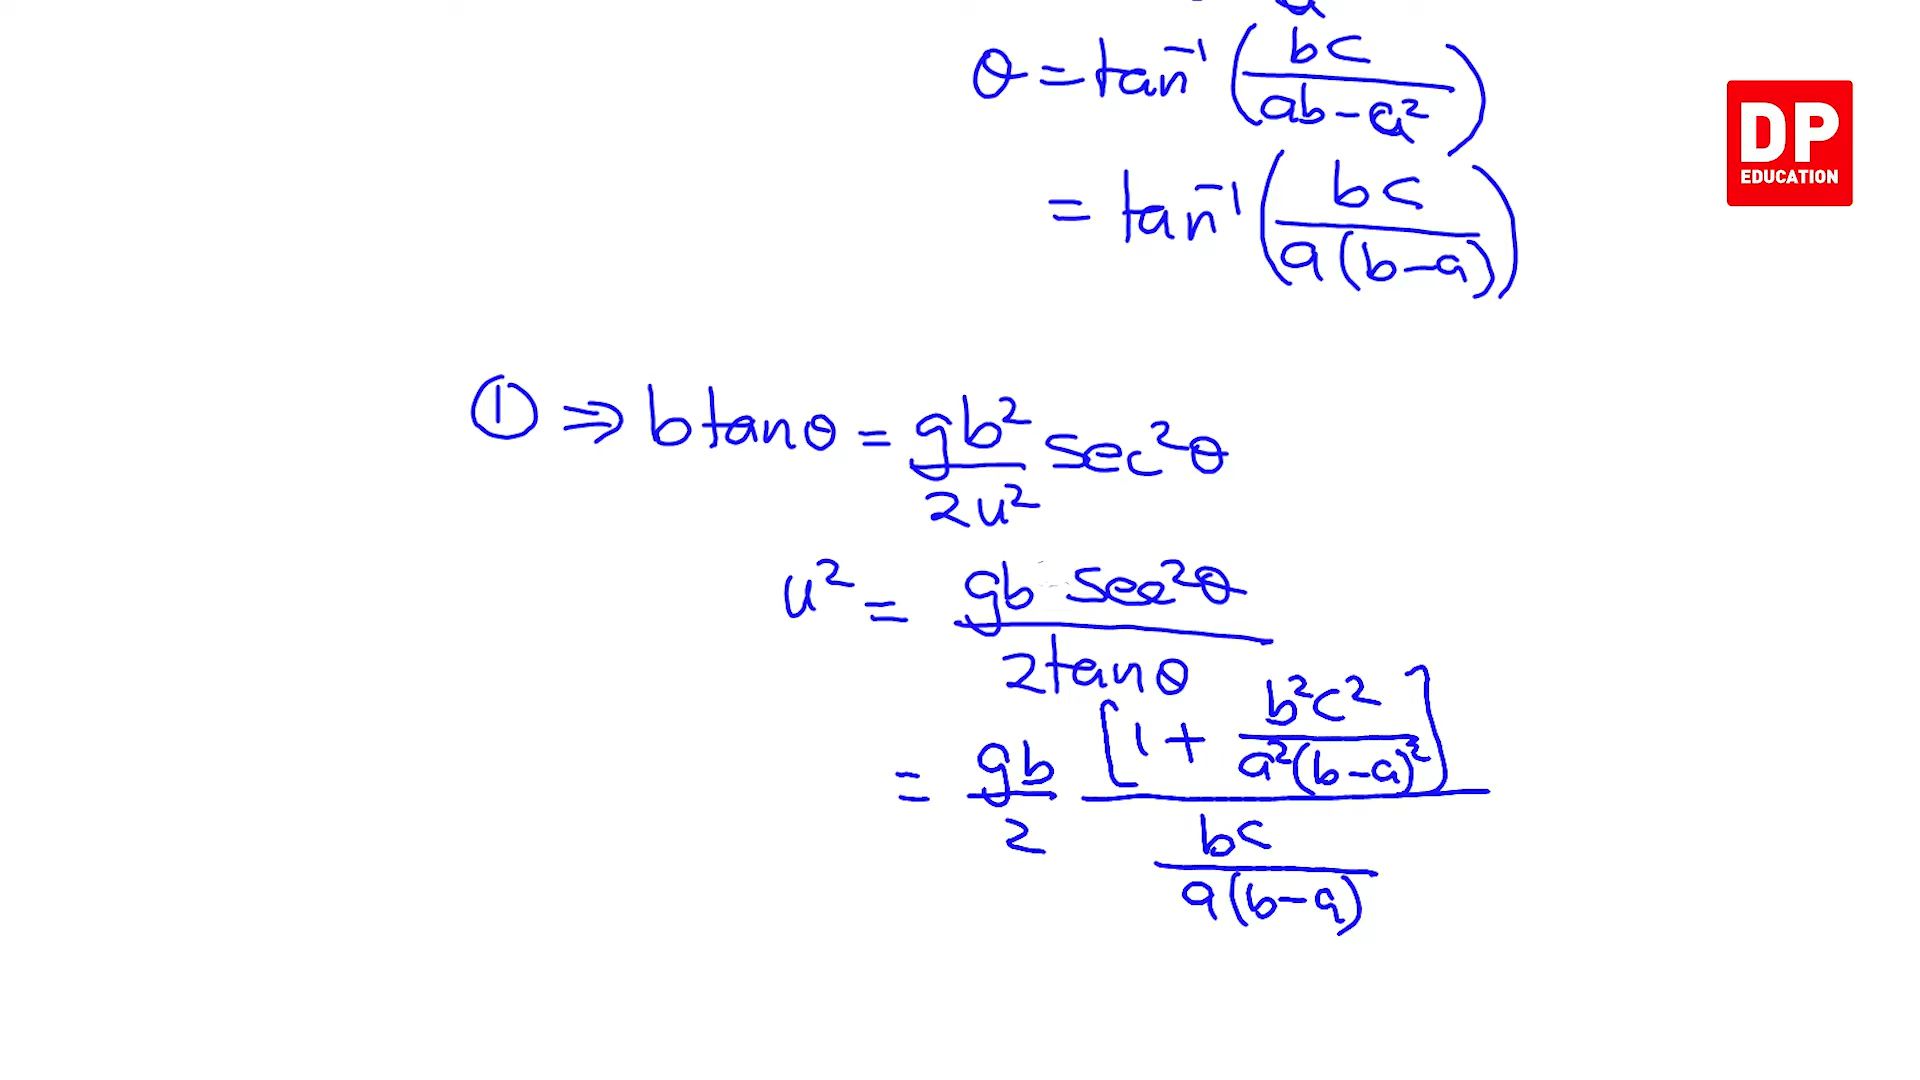 θ = tan⁻¹ (bc / (ab − a²))
= tan⁻¹ (bc / (a(b − a)))
DP
EDUCATION
① ⇒ b tanθ = (gb² / 2u²) sec²θ
u² = (gb sec²θ) / (2tanθ)
= (gb / 2) [1 + b²c² / (a²(b − a)²)] / (bc / (a(b − a)))